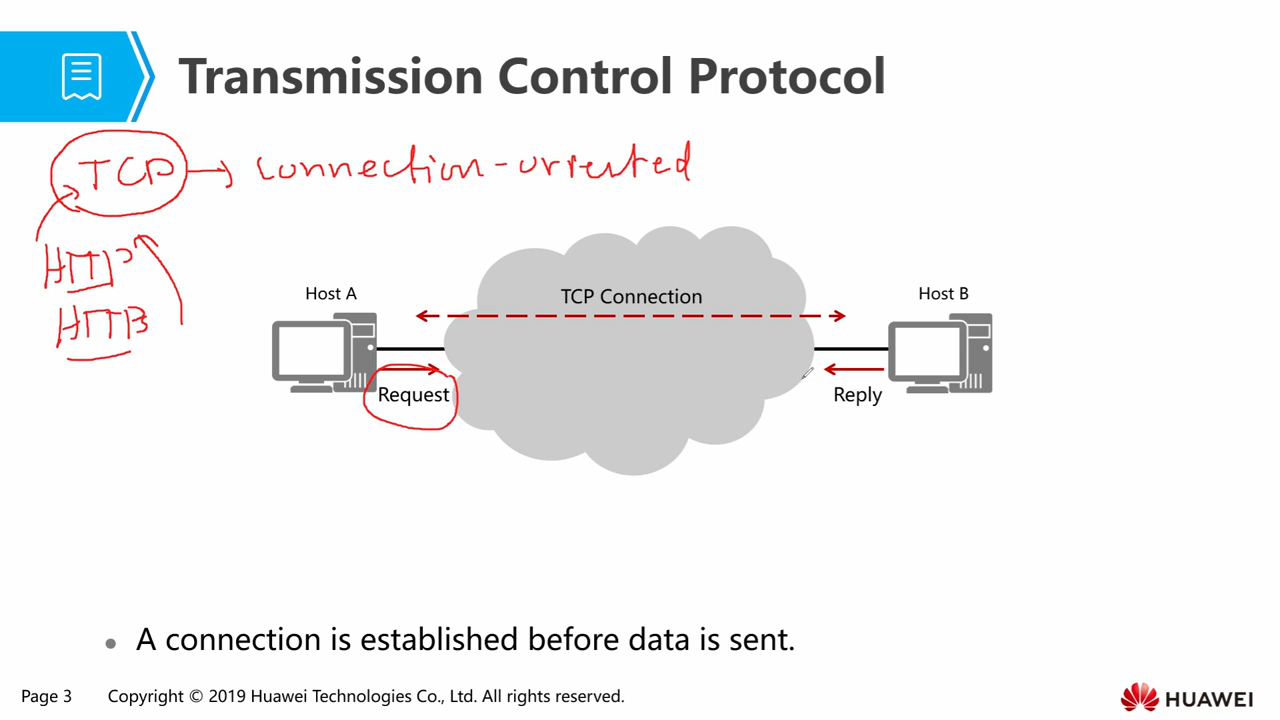 Transmission Control Protocol
TCP → connection-oriented
HTTP
HTTP
Host A
TCP Connection
Host B
Request
Reply
• A connection is established before data is sent.
Page 3 Copyright © 2019 Huawei Technologies Co., Ltd. All rights reserved.
HUAWEI